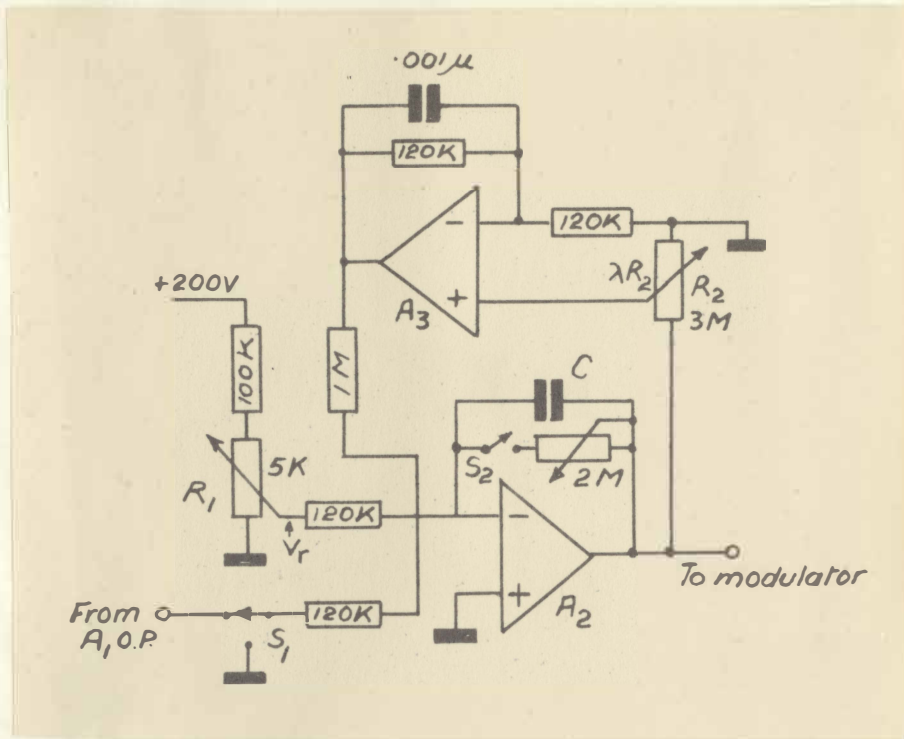 ·001μ
120K
−
120K
+200V
A3
+
λR2
R2
3M
100K
1M
C
5K
S2
2M
R1
120K
−
Vr
To modulator
+
A2
From
A, O.P.
120K
S1